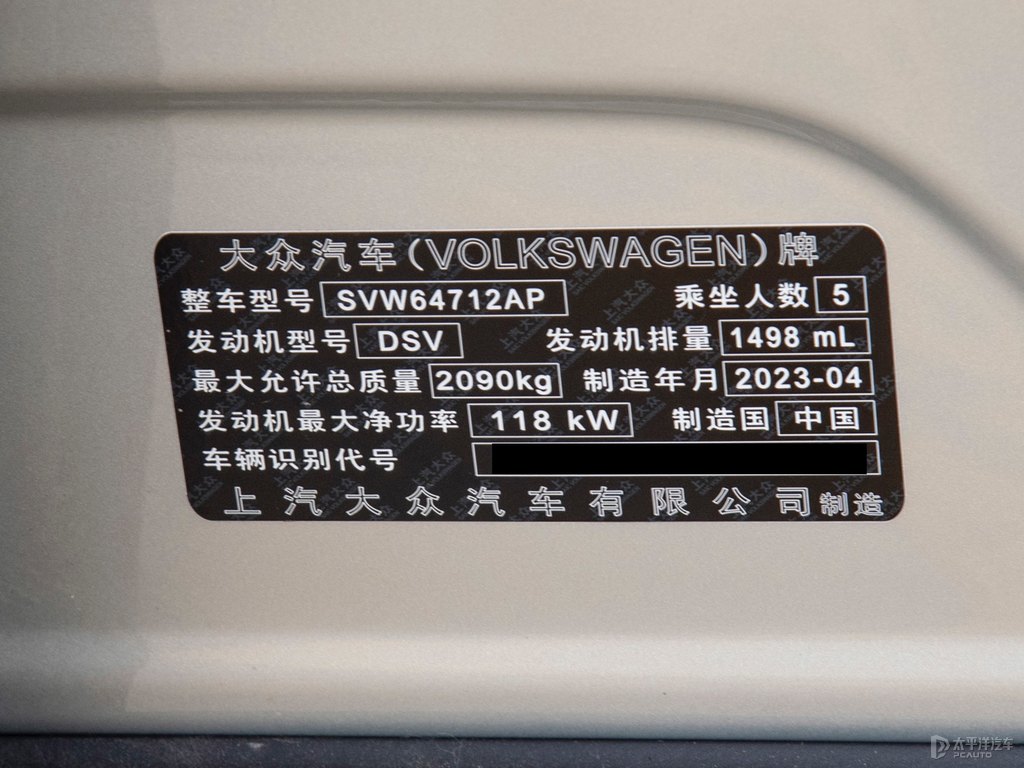 大众汽车(VOLKSWAGEN)牌
整车型号 SVW64712AP 乘坐人数 5
发动机型号 DSV 发动机排量 1498 mL
最大允许总质量 2090kg 制造年月 2023-04
发动机最大净功率 118 kW 制造国 中国
车辆识别代号
上汽大众汽车有限公司制造
太平洋汽车
PCAUTO